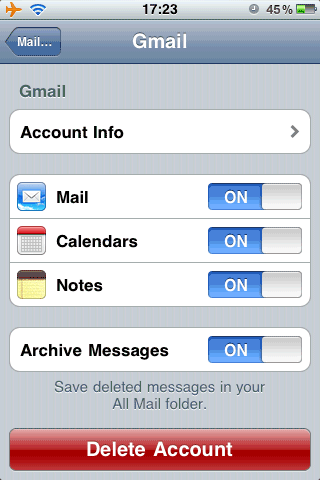 17:23
45%
Mail...
Gmail
Gmail
Account Info
Mail
ON
Calendars
ON
Notes
ON
Archive Messages
ON
Save deleted messages in your
All Mail folder.
Delete Account